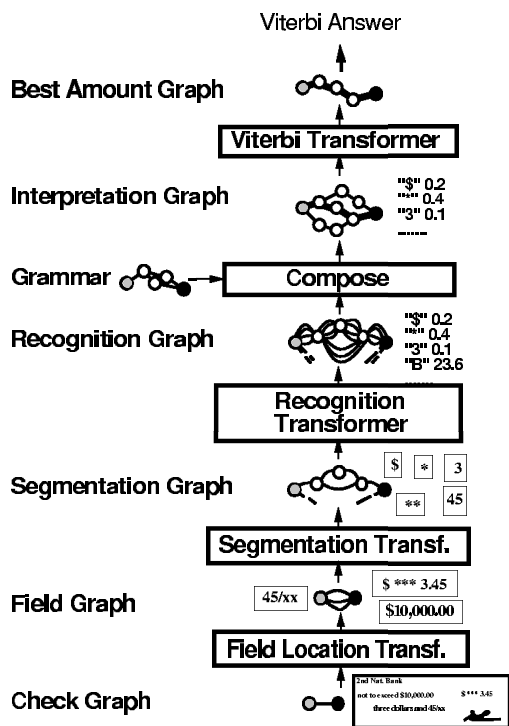 Viterbi Answer
Best Amount Graph
Viterbi Transformer
Interpretation Graph
"$" 0.2
"*" 0.4
"3" 0.1
Grammar
Compose
Recognition Graph
"$" 0.2
"*" 0.4
"3" 0.1
"B" 23.6
Recognition
Transformer
$ * 3
Segmentation Graph
** 45
Segmentation Transf.
$ *** 3.45
45/xx
Field Graph
$10,000.00
Field Location Transf.
2nd Nat. Bank
not to exceed $10,000.00 $ *** 3.45
Check Graph
three dollars and 45/xx